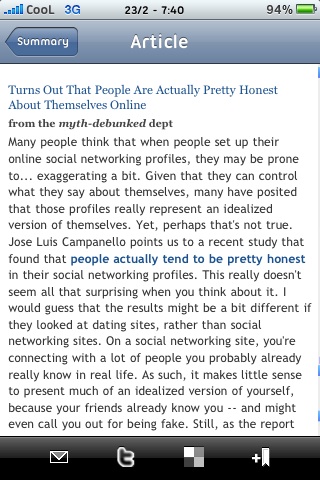 CooL 3G 23/2 - 7:40 94%
Summary Article
Turns Out That People Are Actually Pretty Honest
About Themselves Online
from the myth-debunked dept
Many people think that when people set up their
online social networking profiles, they may be prone
to... exaggerating a bit. Given that they can control
what they say about themselves, many have posited
that those profiles really represent an idealized
version of themselves. Yet, perhaps that's not true.
Jose Luis Campanello points us to a recent study that
found that people actually tend to be pretty honest
in their social networking profiles. This really doesn't
seem all that surprising when you think about it. I
would guess that the results might be a bit different if
they looked at dating sites, rather than social
networking sites. On a social networking site, you're
connecting with a lot of people you probably already
really know in real life. As such, it makes little sense
to present much of an idealized version of yourself,
because your friends already know you -- and might
even call you out for being fake. Still, as the report